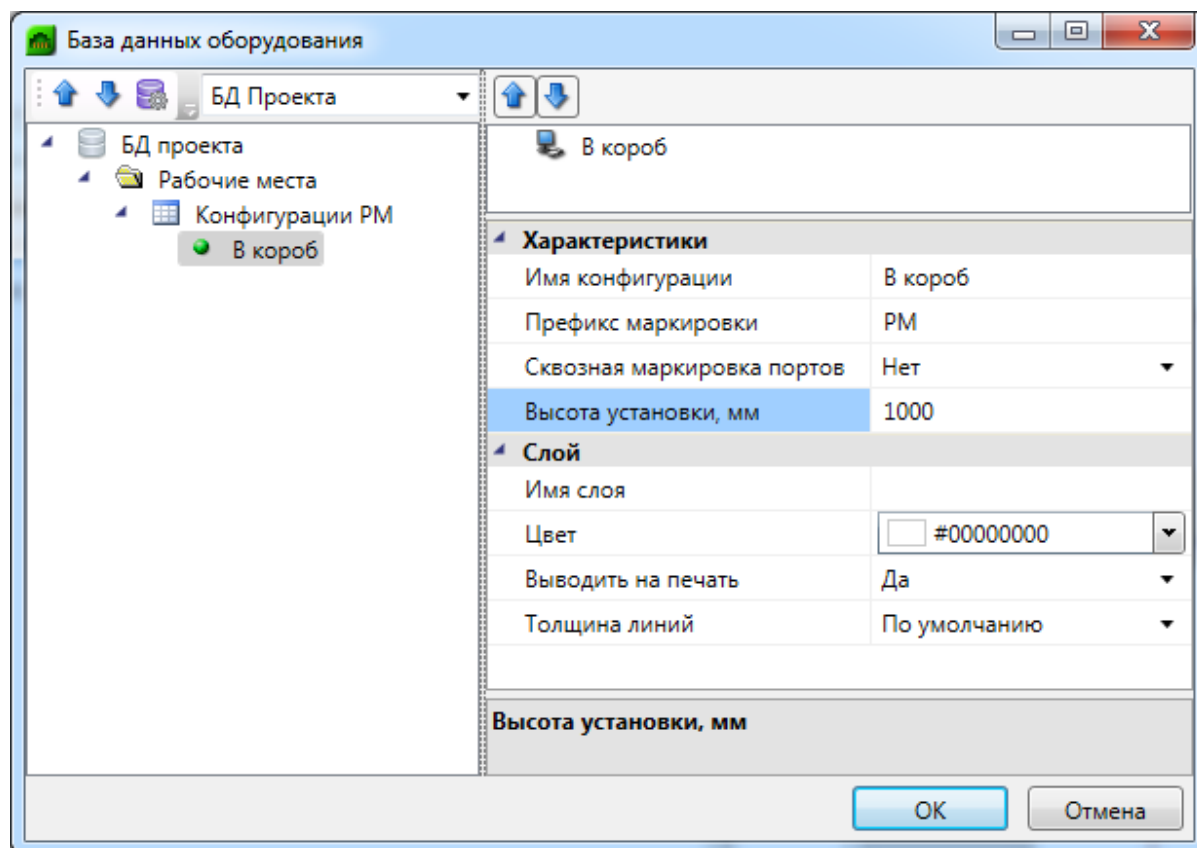 База данных оборудования
БД Проекта
БД проекта
Рабочие места
Конфигурации РМ
В короб
В короб
Характеристики
Имя конфигурации В короб
Префикс маркировки РМ
Сквозная маркировка портов Нет
Высота установки, мм 1000
Слой
Имя слоя
Цвет #00000000
Выводить на печать Да
Толщина линий По умолчанию
Высота установки, мм
OK Отмена